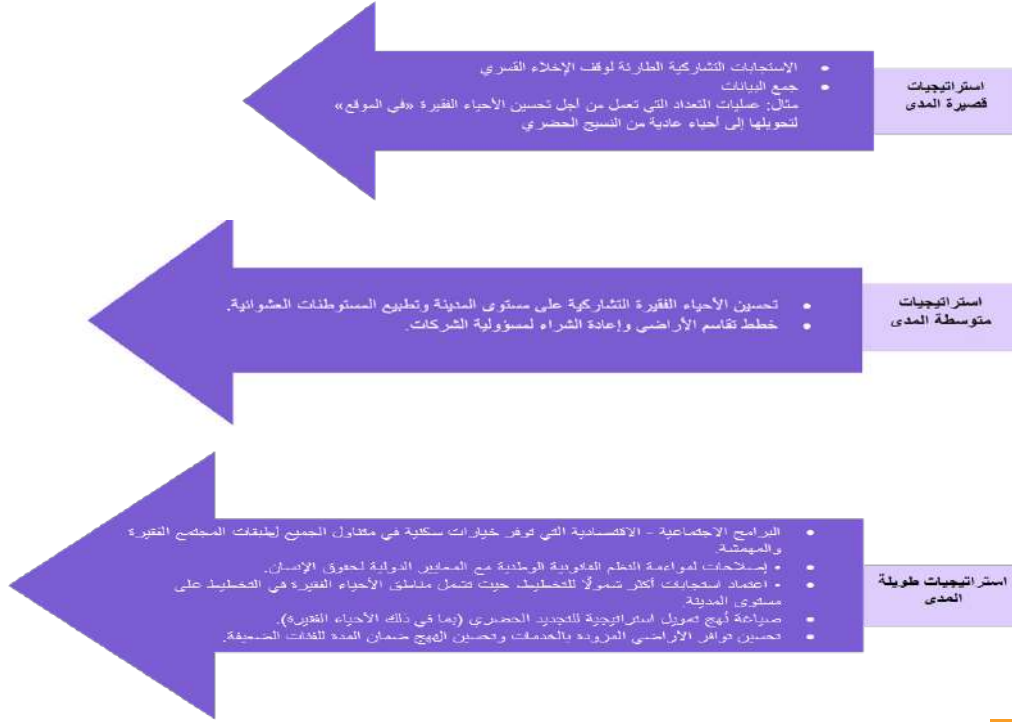 استراتيجيات
قصيرة المدى
• الاستجابات التشاركية الطارئة لوقف الإخلاء القسري
• جمع البيانات
مثال: عمليات التعداد التي تعمل من أجل تحسين الأحياء الفقيرة «في الموقع»
لتحويلها إلى أحياء عادية من النسيج الحضري
استراتيجيات
متوسطة المدى
• تحسين الأحياء الفقيرة التشاركية على مستوى المدينة وتطبيع المستوطنات العشوائية.
• خطط تقاسم الأراضي وإعادة الشراء لمسؤولية الشركات.
استراتيجيات طويلة
المدى
• البرامج الاجتماعية - الاقتصادية التي توفر خيارات سكنية في متناول الجميع لطبقات المجتمع الفقيرة
والمهمشة.
• • إصلاحات لمواءمة النظم القانونية الوطنية مع المعايير الدولية لحقوق الإنسان.
• • اعتماد استجابات أكثر شمولًا للتخطيط، حيث تشمل مناطق الأحياء الفقيرة في التخطيط على
مستوى المدينة.
• صياغة نُهج تمويل استراتيجية للتجديد الحضري (بما في ذلك الأحياء الفقيرة).
• تحسين توافر الأراضي المزودة بالخدمات وتحسين النهج ضمان المدة للفئات الضعيفة.